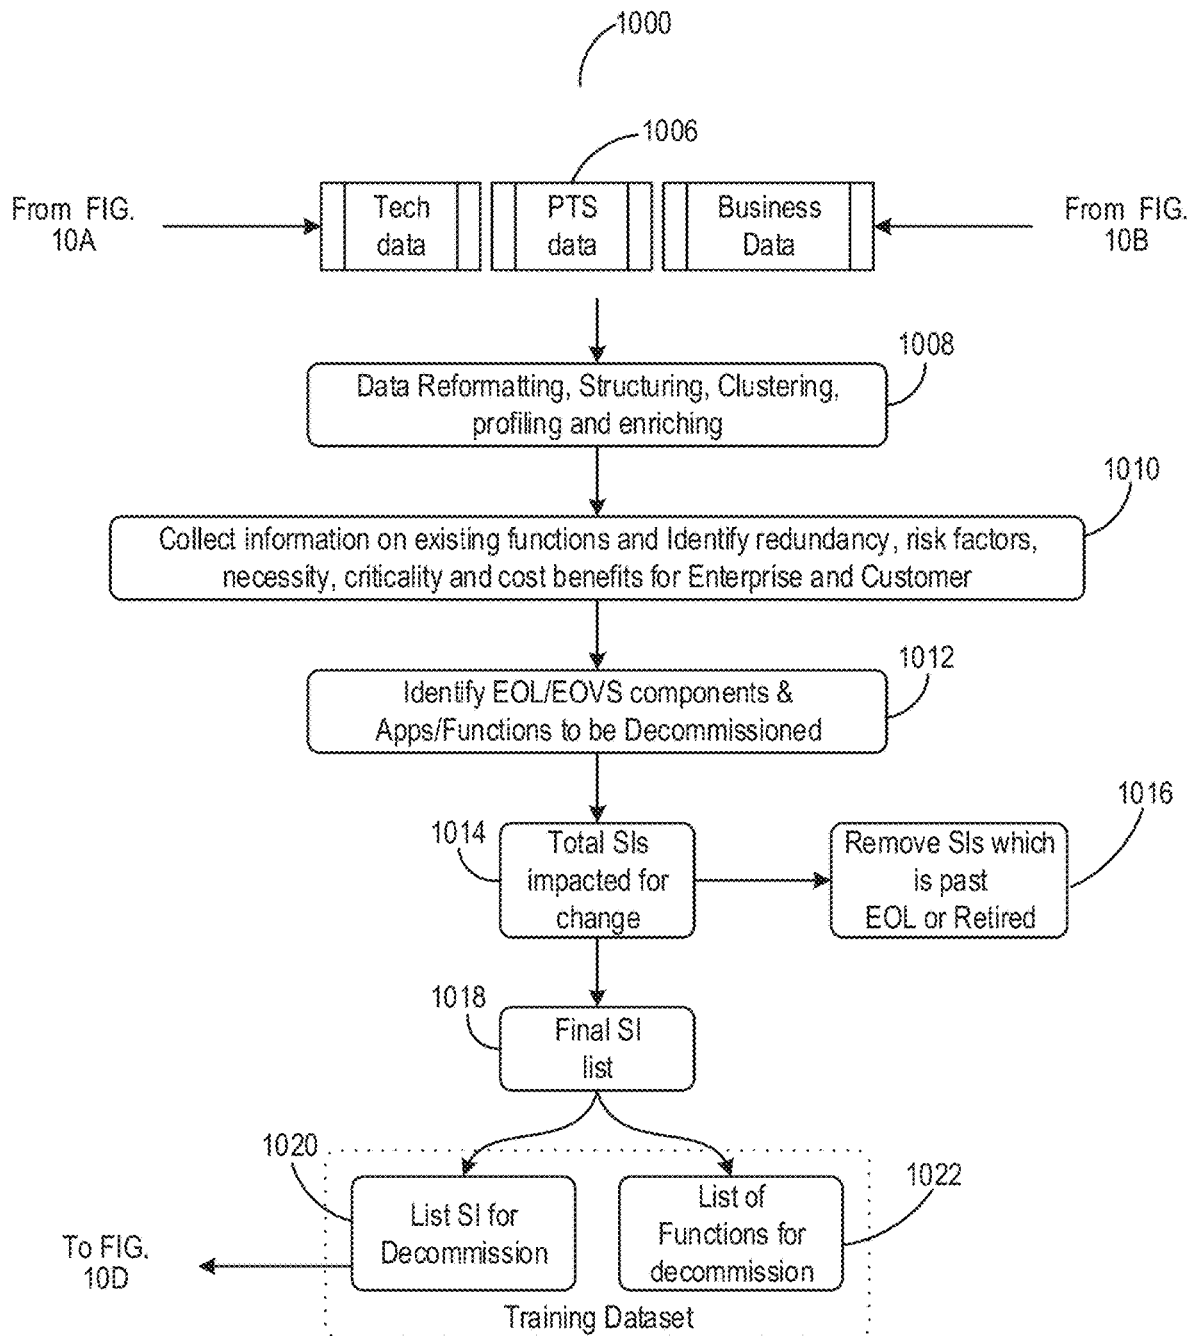 1000
1006
From FIG.
10A
Tech
data
PTS
data
Business
Data
From FIG.
10B
1008
Data Reformatting, Structuring, Clustering,
profiling and enriching
1010
Collect information on existing functions and Identify redundancy, risk factors,
necessity, criticality and cost benefits for Enterprise and Customer
1012
Identify EOL/EOVS components &
Apps/Functions to be Decommissioned
1014
Total SIs
impacted for
change
1016
Remove SIs which
is past
EOL or Retired
1018
Final SI
list
1020
List SI for
Decommission
1022
List of
Functions for
decommission
To FIG.
10D
Training Dataset